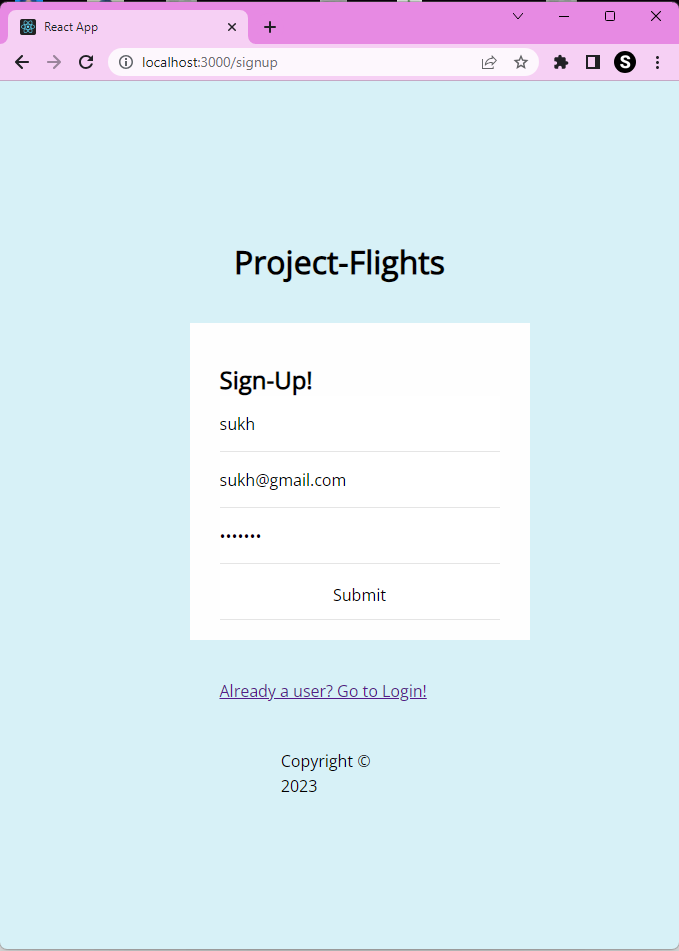 React App
localhost:3000/signup
S
Project-Flights
Sign-Up!
sukh
sukh@gmail.com
•••••••
Submit
Already a user? Go to Login!
Copyright ©
2023